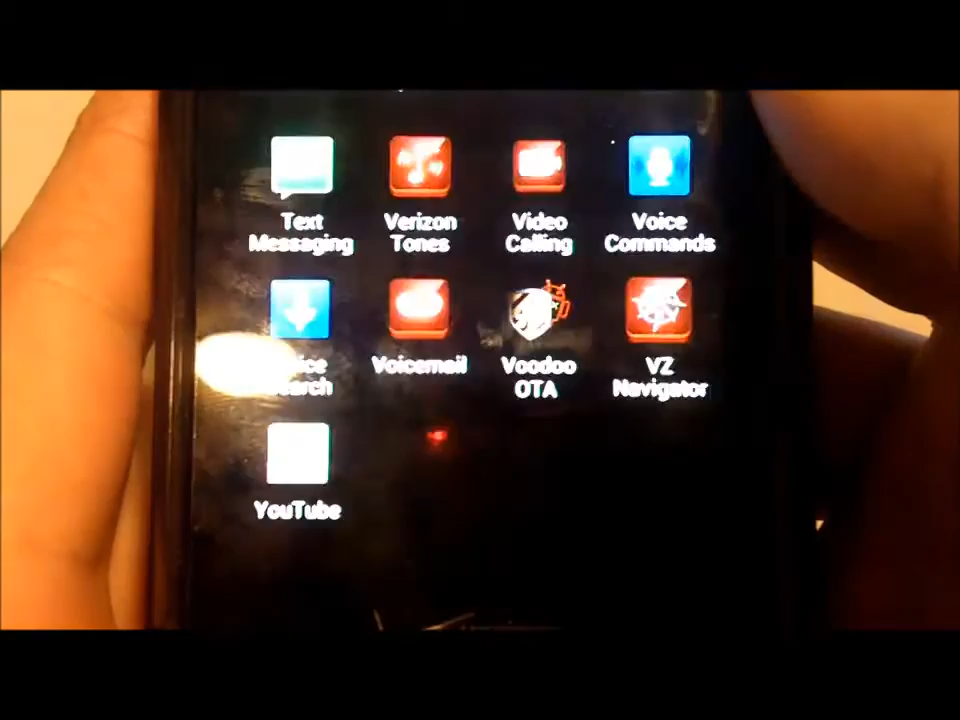 Text
Messaging
Verizon
Tones
Video
Calling
Voice
Commands
Voicemail
Voodoo
OTA
VZ
Navigator
YouTube